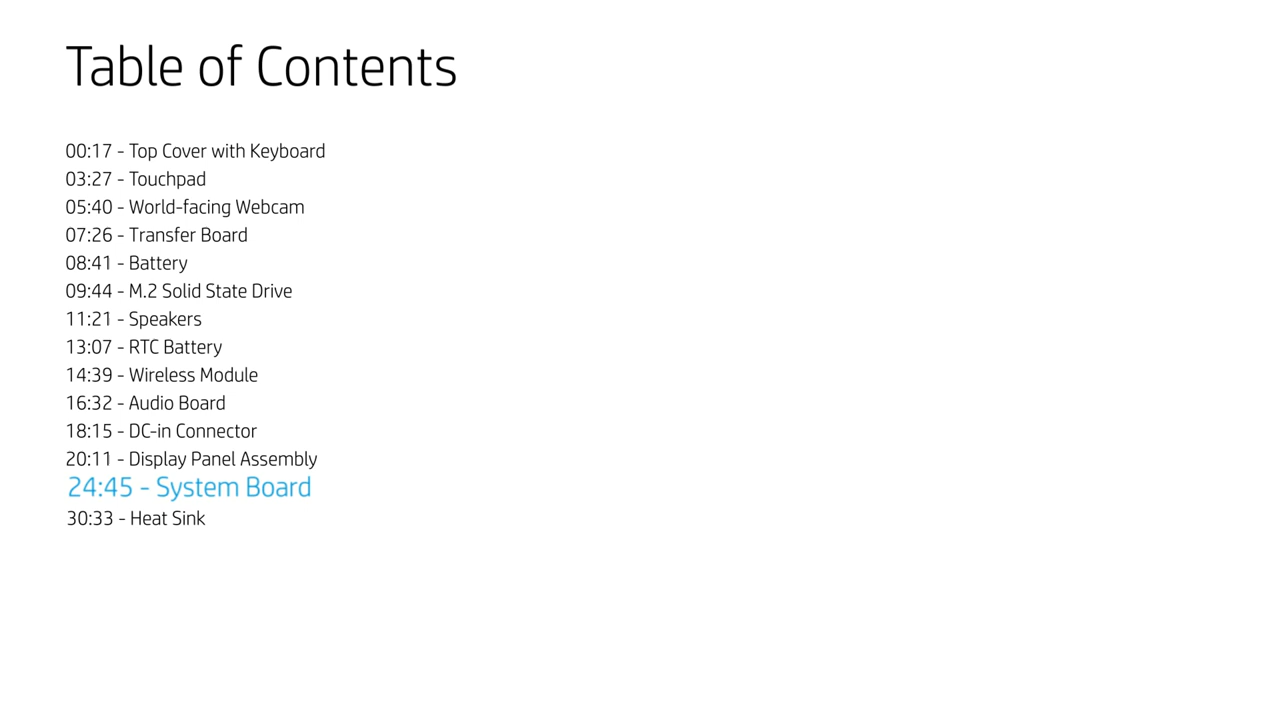 Table of Contents
00:17 - Top Cover with Keyboard
03:27 - Touchpad
05:40 - World-facing Webcam
07:26 - Transfer Board
08:41 - Battery
09:44 - M.2 Solid State Drive
11:21 - Speakers
13:07 - RTC Battery
14:39 - Wireless Module
16:32 - Audio Board
18:15 - DC-in Connector
20:11 - Display Panel Assembly
24:45 - System Board
30:33 - Heat Sink